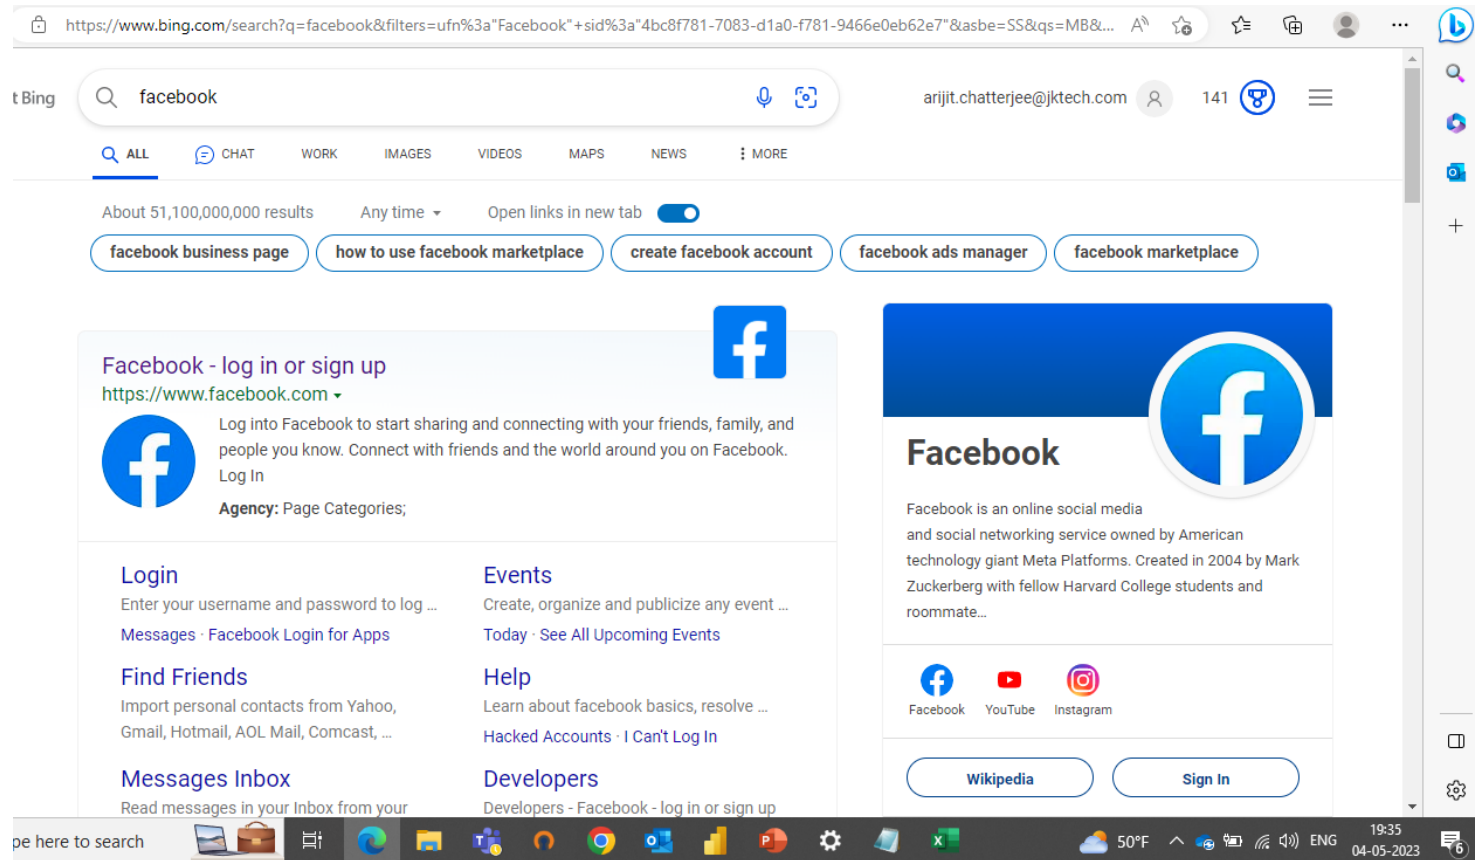 https://www.bing.com/search?q=facebook&filters=ufn%3a"Facebook"+sid%3a"4bc8f781-7083-d1a0-f781-9466e0eb62e7"&asbe=SS&qs=MB&...
t Bing
facebook
arijit.chatterjee@jktech.com
141
ALL CHAT WORK IMAGES VIDEOS MAPS NEWS MORE
About 51,100,000,000 results Any time Open links in new tab
facebook business page
how to use facebook marketplace
create facebook account
facebook ads manager
facebook marketplace
Facebook - log in or sign up
https://www.facebook.com
Log into Facebook to start sharing and connecting with your friends, family, and
people you know. Connect with friends and the world around you on Facebook.
Log In
Agency: Page Categories;
Login
Enter your username and password to log ...
Messages · Facebook Login for Apps
Events
Create, organize and publicize any event ...
Today · See All Upcoming Events
Find Friends
Import personal contacts from Yahoo,
Gmail, Hotmail, AOL Mail, Comcast, ...
Help
Learn about facebook basics, resolve ...
Hacked Accounts · I Can't Log In
Messages Inbox
Read messages in your Inbox from your
Developers
Developers - Facebook - log in or sign up
Facebook
Facebook is an online social media
and social networking service owned by American
technology giant Meta Platforms. Created in 2004 by Mark
Zuckerberg with fellow Harvard College students and
roommate...
Facebook YouTube Instagram
Wikipedia
Sign In
pe here to search
50°F
ENG
19:35
04-05-2023
6